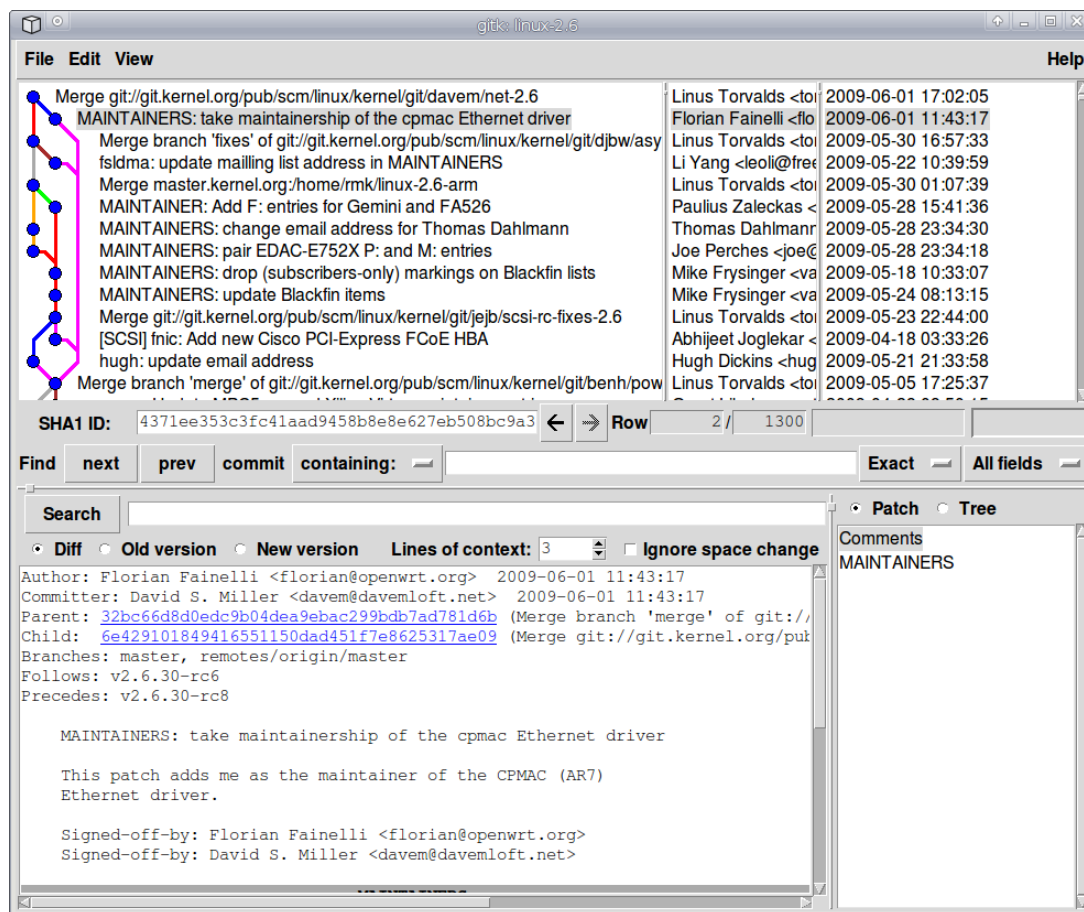 gitk: linux-2.6
File Edit View Help
Merge git://git.kernel.org/pub/scm/linux/kernel/git/davem/net-2.6 Linus Torvalds <tor 2009-06-01 17:02:05
MAINTAINERS: take maintainership of the cpmac Ethernet driver Florian Fainelli <flo 2009-06-01 11:43:17
Merge branch 'fixes' of git://git.kernel.org/pub/scm/linux/kernel/git/djbw/asy Linus Torvalds <tor 2009-05-30 16:57:33
fsldma: update mailling list address in MAINTAINERS Li Yang <leoli@free 2009-05-22 10:39:59
Merge master.kernel.org:/home/rmk/linux-2.6-arm Linus Torvalds <tor 2009-05-30 01:07:39
MAINTAINER: Add F: entries for Gemini and FA526 Paulius Zaleckas < 2009-05-28 15:41:36
MAINTAINERS: change email address for Thomas Dahlmann Thomas Dahlmann 2009-05-28 23:34:30
MAINTAINERS: pair EDAC-E752X P: and M: entries Joe Perches <joe@ 2009-05-28 23:34:18
MAINTAINERS: drop (subscribers-only) markings on Blackfin lists Mike Frysinger <va 2009-05-18 10:33:07
MAINTAINERS: update Blackfin items Mike Frysinger <va 2009-05-24 08:13:15
Merge git://git.kernel.org/pub/scm/linux/kernel/git/jejb/scsi-rc-fixes-2.6 Linus Torvalds <tor 2009-05-23 22:44:00
[SCSI] fnic: Add new Cisco PCI-Express FCoE HBA Abhijeet Joglekar < 2009-04-18 03:33:26
hugh: update email address Hugh Dickins <hug 2009-05-21 21:33:58
Merge branch 'merge' of git://git.kernel.org/pub/scm/linux/kernel/git/benh/pow Linus Torvalds <tor 2009-05-05 17:25:37
SHA1 ID: 4371ee353c3fc41aad9458b8e8e627eb508bc9a3 Row 2 / 1300
Find next prev commit containing: Exact All fields
Search
Diff Old version New version Lines of context: 3 Ignore space change
Author: Florian Fainelli <florian@openwrt.org> 2009-06-01 11:43:17
Committer: David S. Miller <davem@davemloft.net> 2009-06-01 11:43:17
Parent: 32bc66d8d0edc9b04dea9ebac299bdb7ad781d6b (Merge branch 'merge' of git:/
Child: 6e429101849416551150dad451f7e8625317ae09 (Merge git://git.kernel.org/pub
Branches: master, remotes/origin/master
Follows: v2.6.30-rc6
Precedes: v2.6.30-rc8
MAINTAINERS: take maintainership of the cpmac Ethernet driver
This patch adds me as the maintainer of the CPMAC (AR7)
Ethernet driver.
Signed-off-by: Florian Fainelli <florian@openwrt.org>
Signed-off-by: David S. Miller <davem@davemloft.net>
Patch Tree
Comments
MAINTAINERS